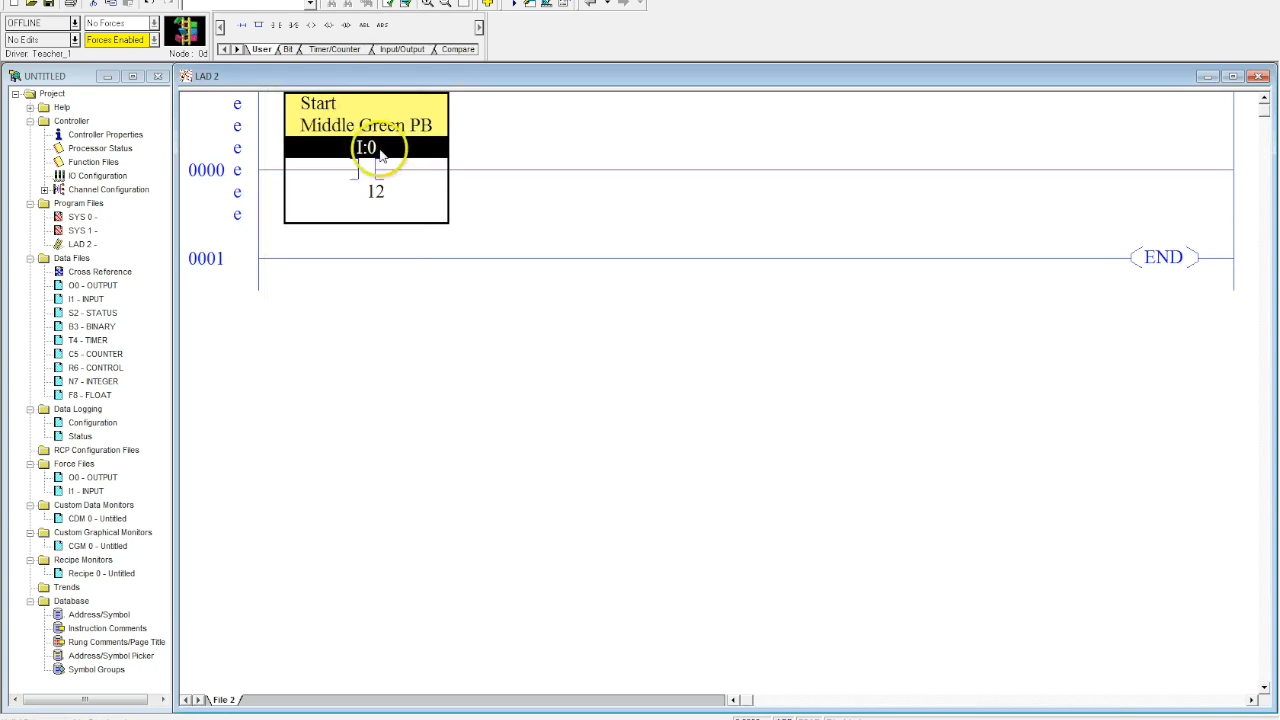 OFFLINE
No Forces
No Edits
Forces Enabled
Driver: Teacher_1
Node : 0d
User
Bit
Timer/Counter
Input/Output
Compare
UNTITLED
Project
Help
Controller
Controller Properties
Processor Status
Function Files
IO Configuration
Channel Configuration
Program Files
SYS 0 -
SYS 1 -
LAD 2 -
Data Files
Cross Reference
O0 - OUTPUT
I1 - INPUT
S2 - STATUS
B3 - BINARY
T4 - TIMER
C5 - COUNTER
R6 - CONTROL
N7 - INTEGER
F8 - FLOAT
Data Logging
Configuration
Status
RCP Configuration Files
Force Files
O0 - OUTPUT
I1 - INPUT
Custom Data Monitors
CDM 0 - Untitled
Custom Graphical Monitors
CGM 0 - Untitled
Recipe Monitors
Recipe 0 - Untitled
Trends
Database
Address/Symbol
Instruction Comments
Rung Comments/Page Title
Address/Symbol Picker
Symbol Groups
LAD 2
e Start
e Middle Green PB
e I:0
0000 e
e 12
e
0001 END
File 2